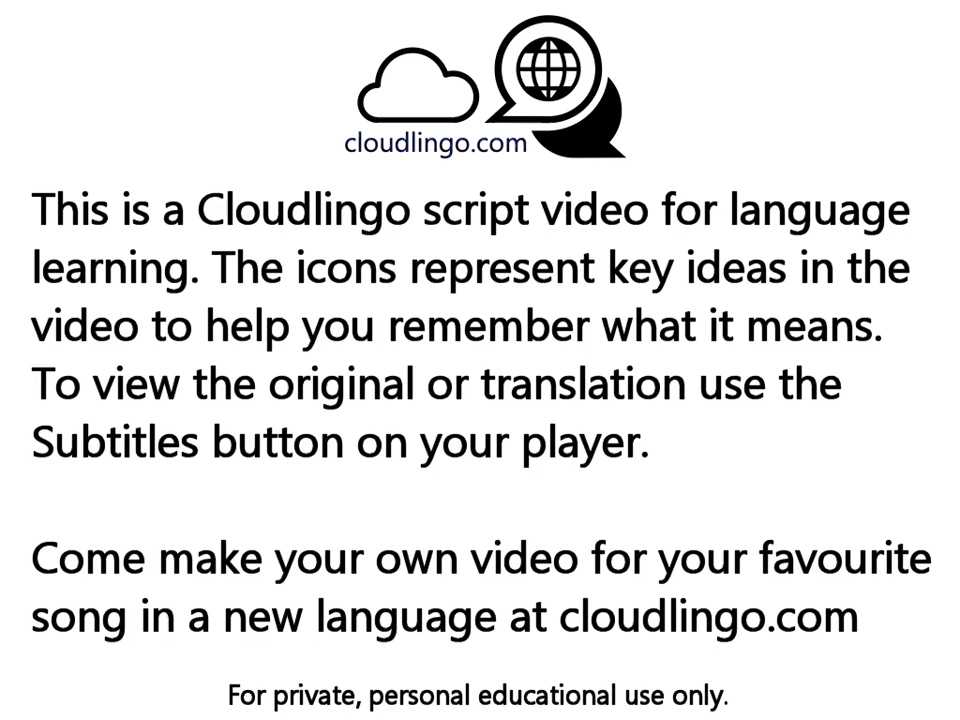 cloudlingo.com
This is a Cloudlingo script video for language
learning. The icons represent key ideas in the
video to help you remember what it means.
To view the original or translation use the
Subtitles button on your player.
Come make your own video for your favourite
song in a new language at cloudlingo.com
For private, personal educational use only.